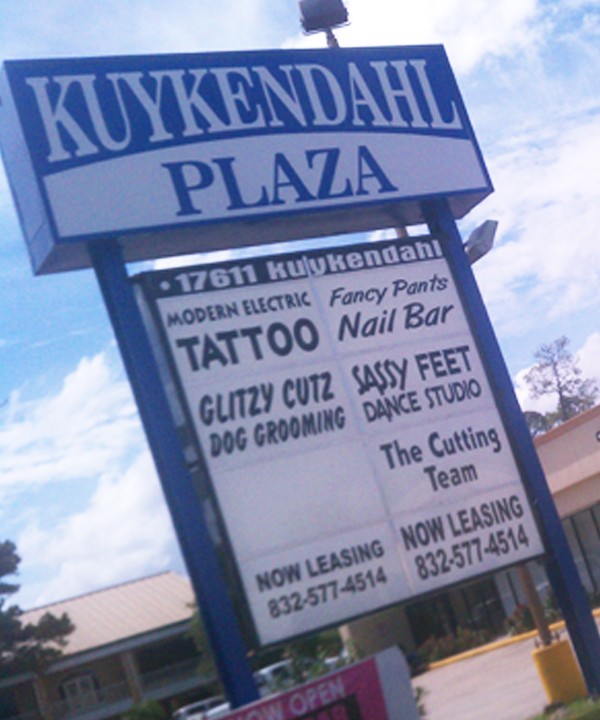 KUYKENDAHL
PLAZA
• 17611 kuykendahl
MODERN ELECTRIC
TATTOO
Fancy Pants
Nail Bar
GLITZY CUTZ
DOG GROOMING
SASSY FEET
DANCE STUDIO
The Cutting
Team
NOW LEASING
832-577-4514
NOW LEASING
832-577-4514
NOW OPEN